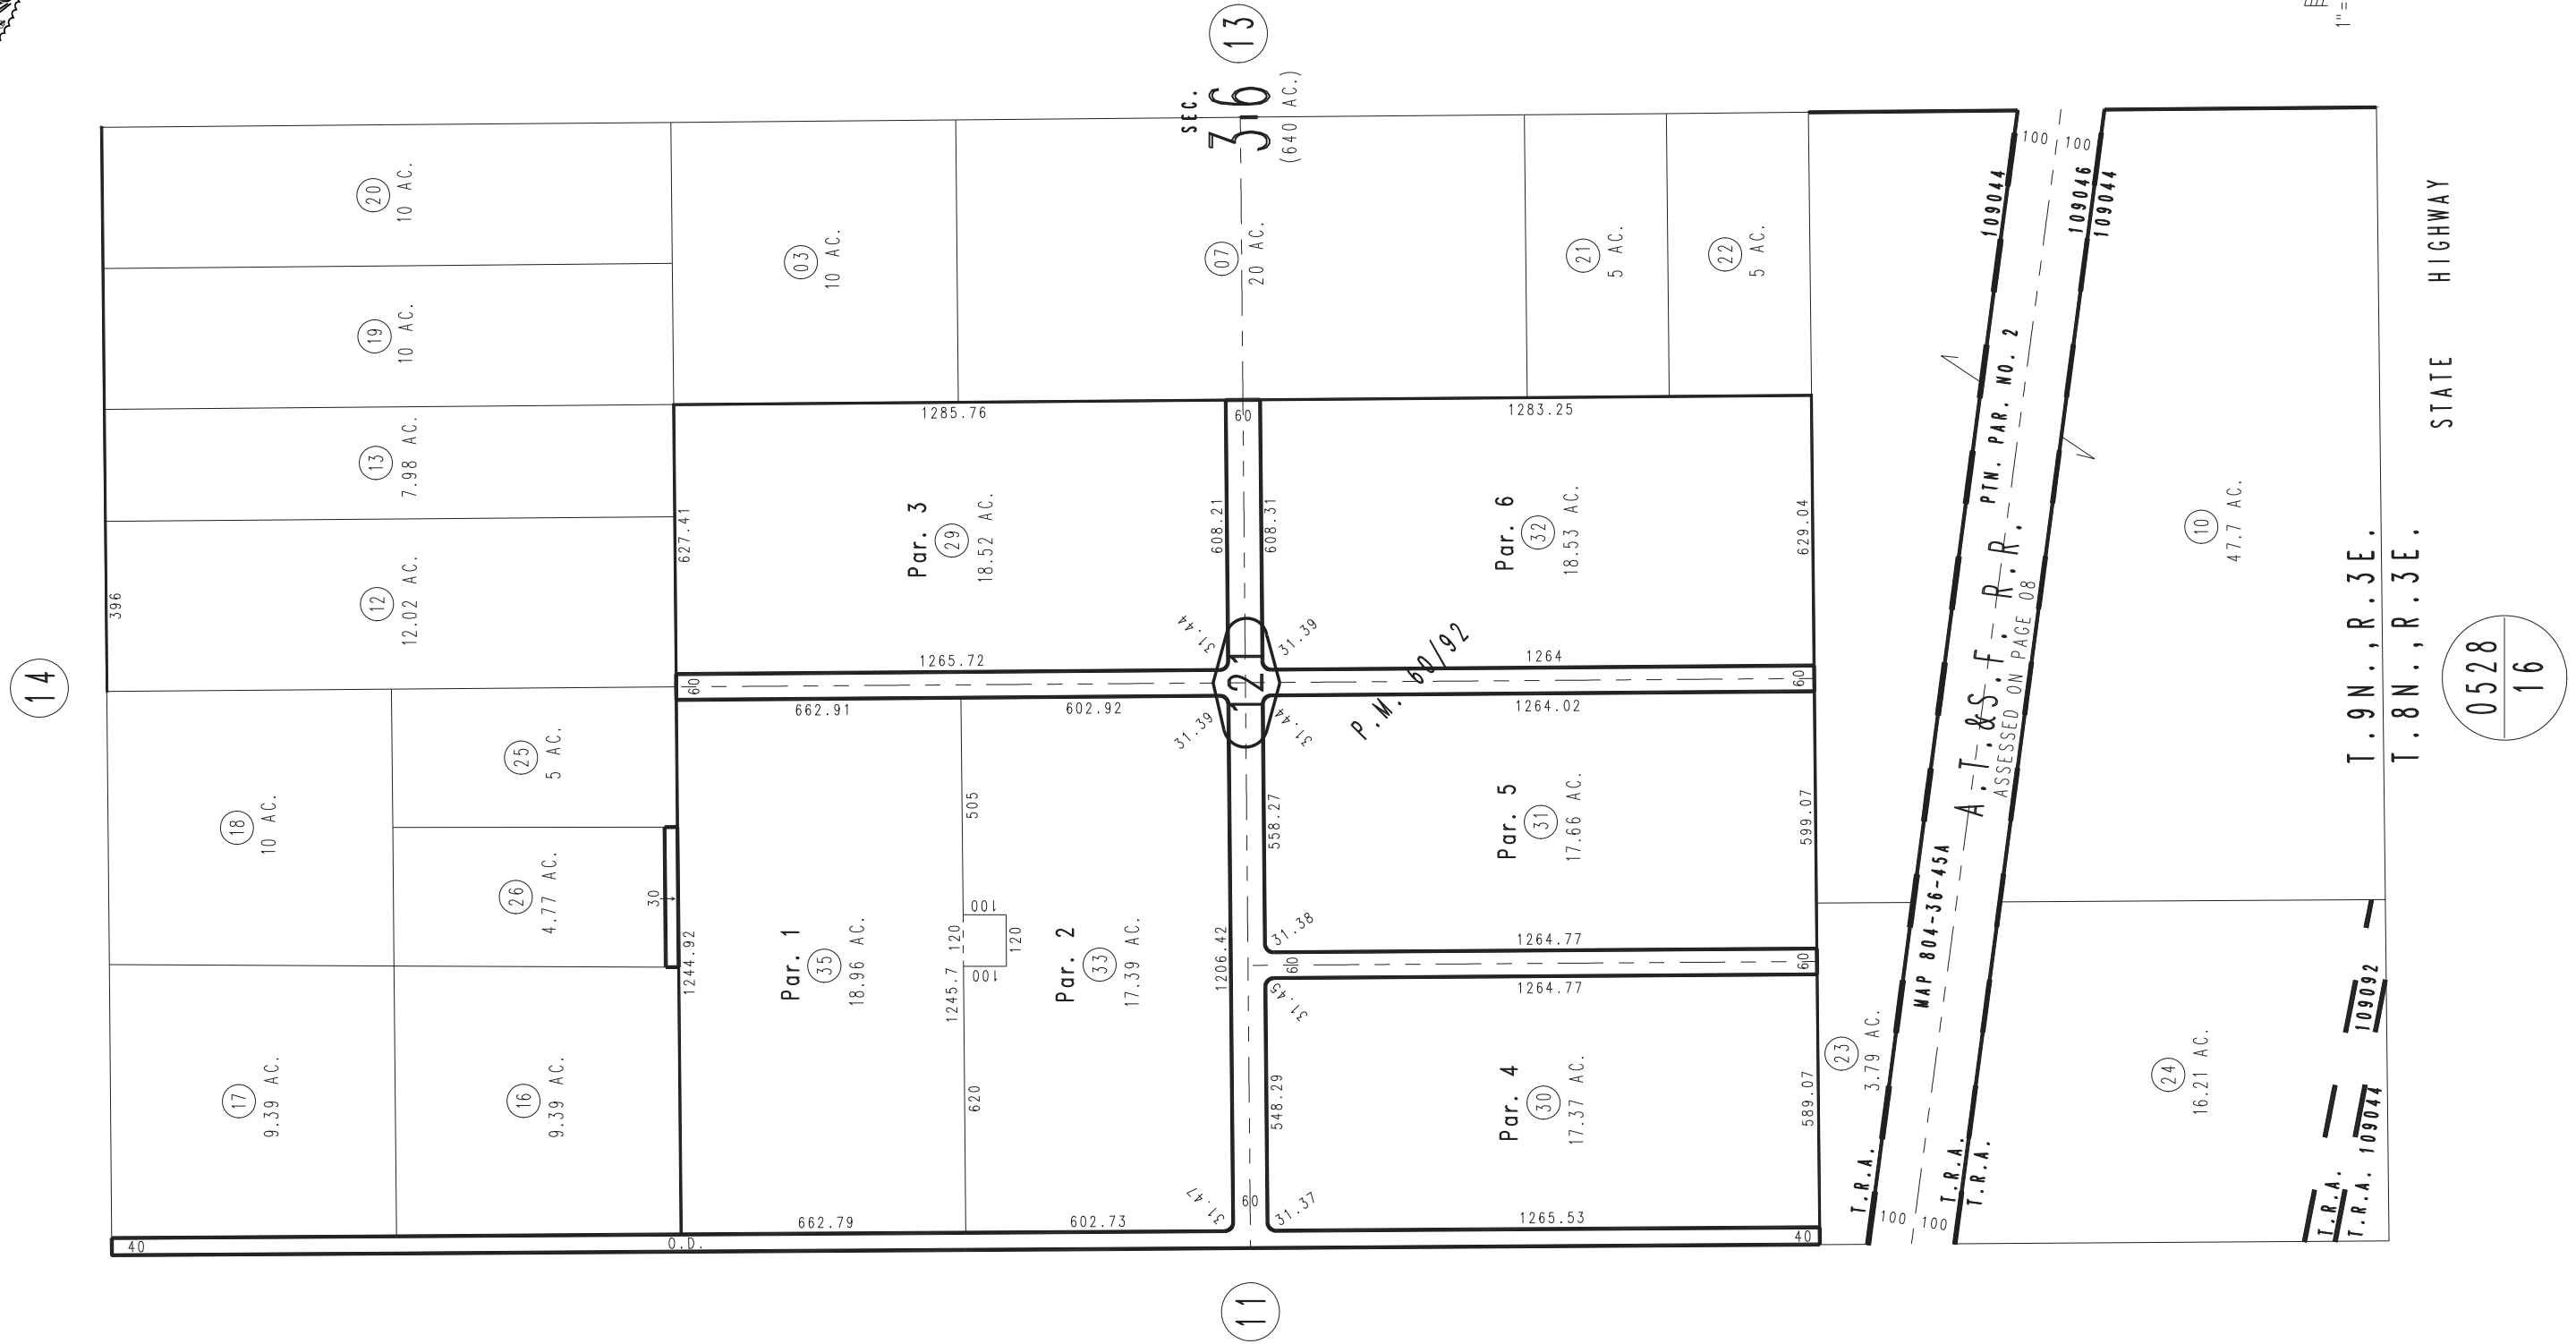 14
13
11
0528
16
12
SEC.
36
(640 AC.)
20
10 AC.
19
10 AC.
13
7.98 AC.
12
12.02 AC.
396
18
10 AC.
25
5 AC.
26
4.77 AC.
30
17
9.39 AC.
16
9.39 AC.
40
O.D.
40
03
10 AC.
07
20 AC.
21
5 AC.
22
5 AC.
Par. 3
29
18.52 AC.
1285.76
627.41
608.21
1265.72
31.44
60
60
Par. 6
32
18.53 AC.
1283.25
608.31
629.04
1264
31.39
60
Par. 1
35
18.96 AC.
662.91
1244.92
1245.7
662.79
505
120
100
120
100
620
Par. 2
33
17.39 AC.
602.92
1206.42
602.73
31.39
31.47
60
Par. 5
31
17.66 AC.
1264.02
558.27
599.07
1264.77
31.44
31.38
60
60
Par. 4
30
17.37 AC.
1264.77
548.29
589.07
1265.53
31.45
31.37
P.M. 60/92
23
3.79 AC.
10
47.7 AC.
24
16.21 AC.
MAP 804-36-45A
A.T.&S.F. R.R.
PTN. PAR. NO. 2
ASSESSED ON PAGE 08
100
100
100
100
T.R.A.
109044
T.R.A.
109046
T.R.A.
109044
T.R.A.
109092
T.R.A. 109044
T.9N.,R.3E.
T.8N.,R.3E.
STATE HIGHWAY
1"=